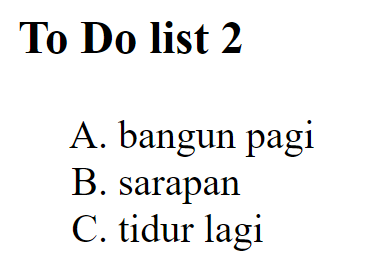 To Do list 2
A. bangun pagi
B. sarapan
C. tidur lagi